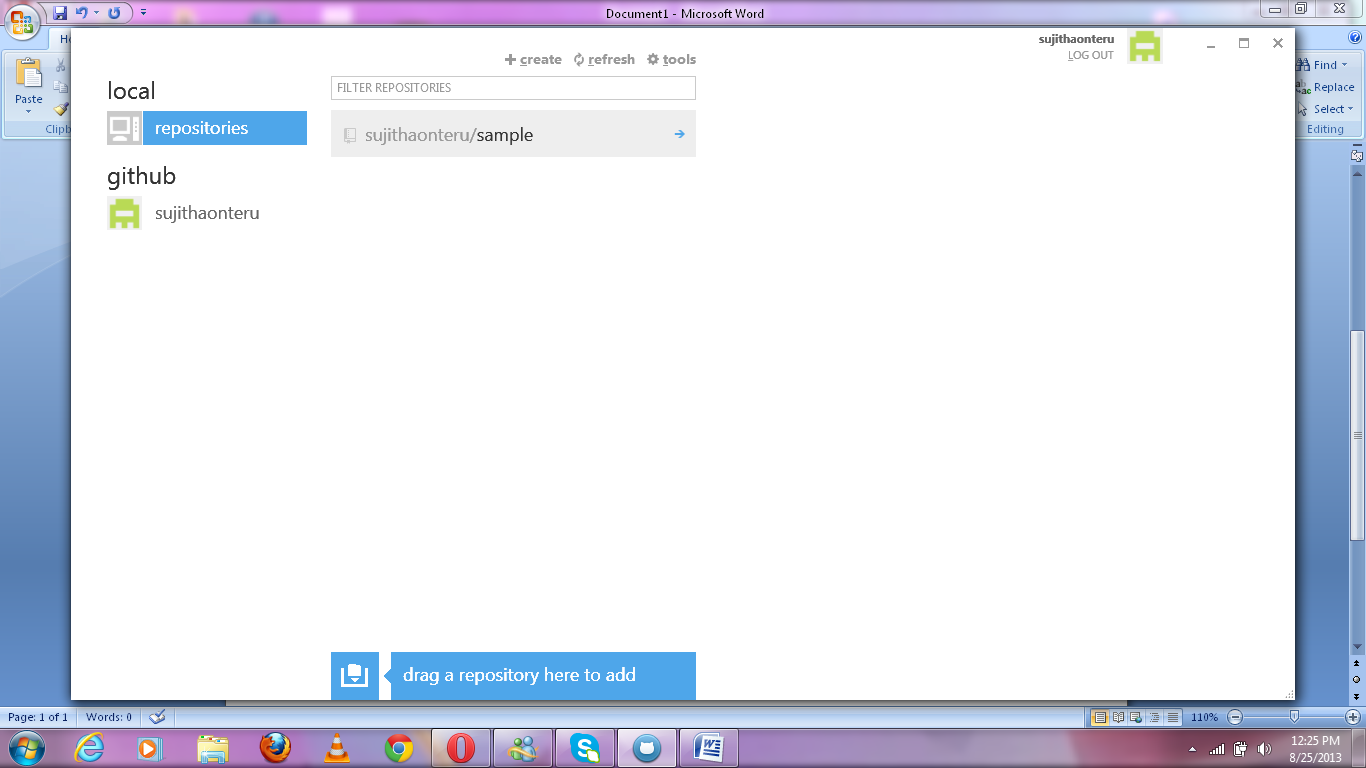 Document1 - Microsoft Word
sujithaonteru
LOG OUT
create refresh tools
local
FILTER REPOSITORIES
repositories
sujithaonteru/sample
github
sujithaonteru
drag a repository here to add
Paste
Find
Replace
Select
Editing
Page: 1 of 1 Words: 0 110%
12:25 PM
8/25/2013